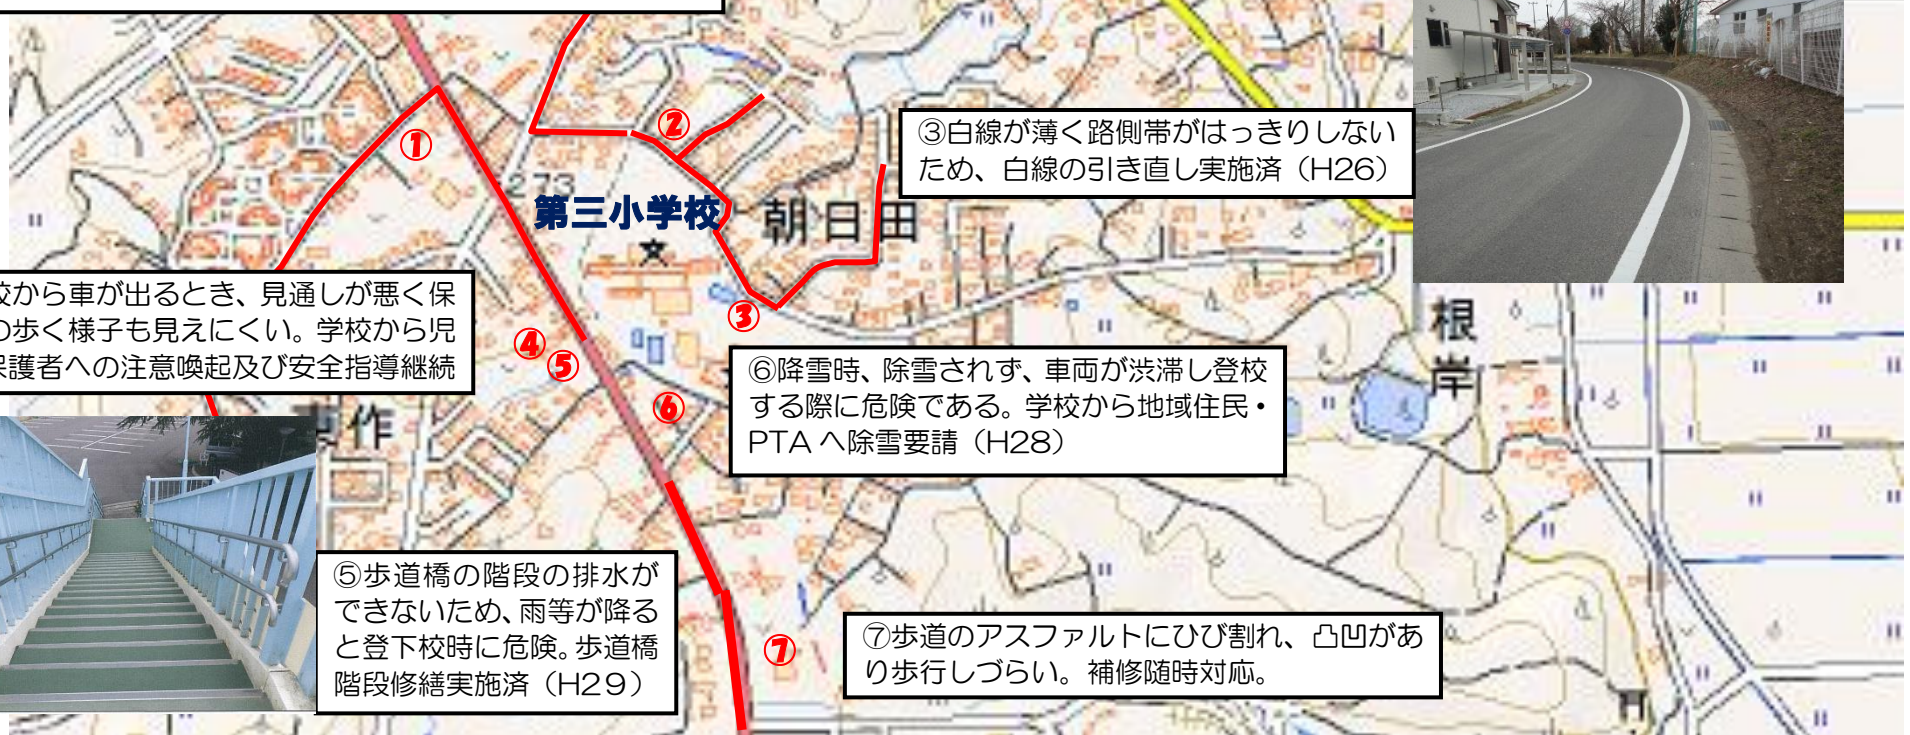 ①
②
273
第三小学校
朝日田
③白線が薄く路側帯がはっきりしない
ため、白線の引き直し実施済（H26）
校から車が出るとき、見通しが悪く保
の歩く様子も見えにくい。学校から児
保護者への注意喚起及び安全指導継続
③
④
⑤
⑥
⑥降雪時、除雪されず、車両が渋滞し登校
する際に危険である。学校から地域住民・
PTAへ除雪要請（H28）
根岸
作
⑤歩道橋の階段の排水が
できないため、雨等が降る
と登下校時に危険。歩道橋
階段修繕実施済（H29）
⑦
⑦歩道のアスファルトにひび割れ、凸凹があ
り歩行しづらい。補修随時対応。